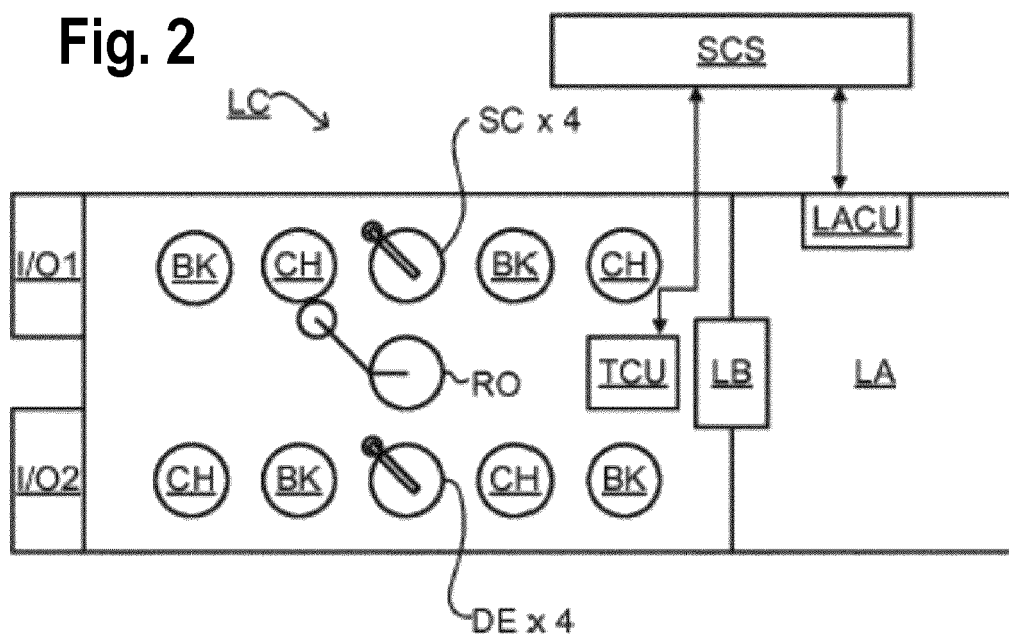 Fig. 2
SCS
LC
SC x 4
I/O1
BK
CH
BK
CH
LACU
RO
TCU
LB
LA
I/O2
CH
BK
CH
BK
DE x 4